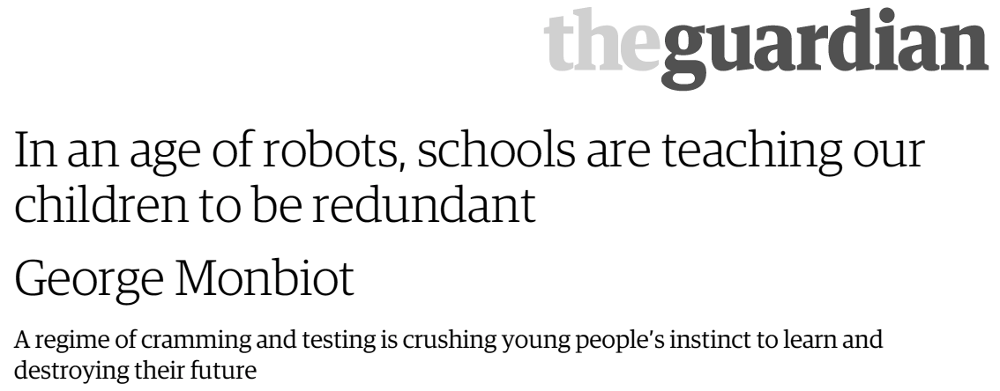 theguardian
In an age of robots, schools are teaching our
children to be redundant
George Monbiot
A regime of cramming and testing is crushing young people’s instinct to learn and
destroying their future